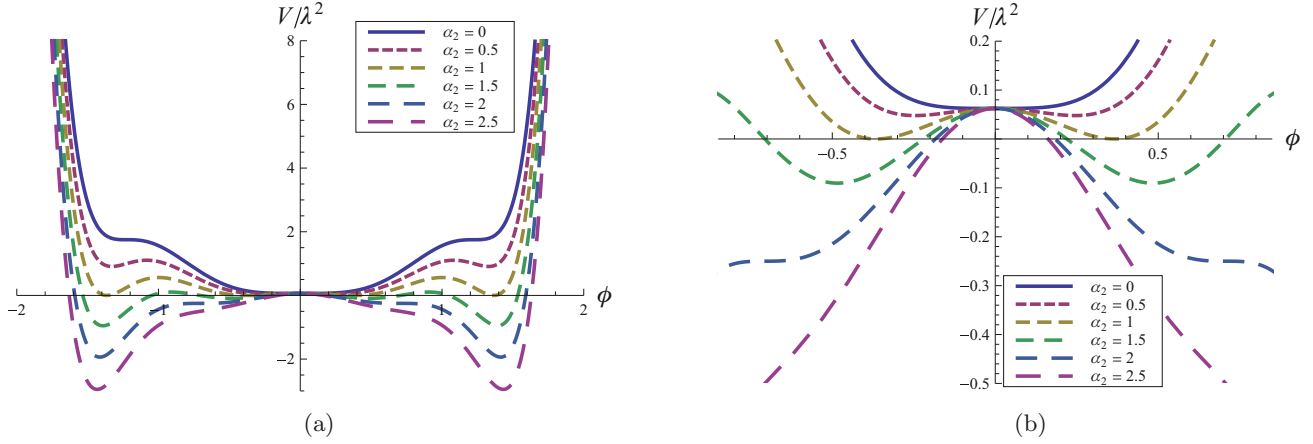 V/λ²
8
6
4
2
-2
-2
-1
1
2
ϕ
α₂ = 0
α₂ = 0.5
α₂ = 1
α₂ = 1.5
α₂ = 2
α₂ = 2.5
(a)
V/λ²
0.2
0.1
-0.1
-0.2
-0.3
-0.4
-0.5
-0.5
0.5
ϕ
α₂ = 0
α₂ = 0.5
α₂ = 1
α₂ = 1.5
α₂ = 2
α₂ = 2.5
(b)